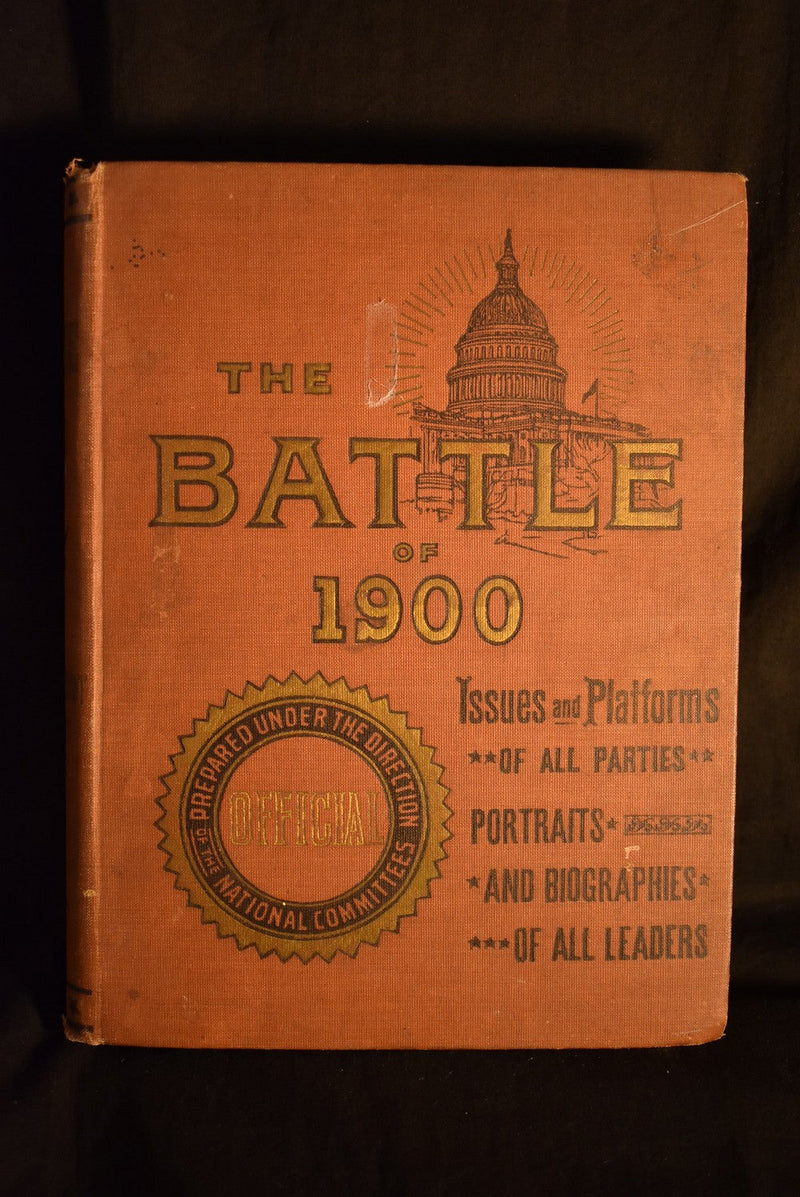 THE
BATTLE
OF
1900
Issues and Platforms
**OF ALL PARTIES**
PORTRAITS*
*AND BIOGRAPHIES*
***OF ALL LEADERS
PREPARED UNDER THE DIRECTION
OF THE NATIONAL COMMITTEES
OFFICIAL